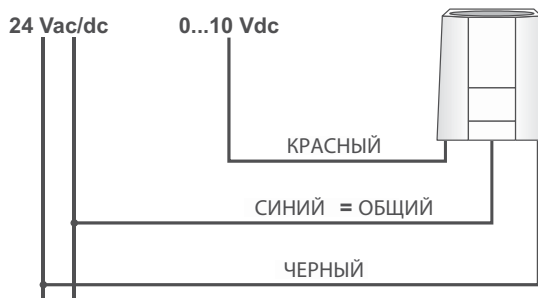 24 Vac/dc 0...10 Vdc
КРАСНЫЙ
СИНИЙ = ОБЩИЙ
ЧЕРНЫЙ